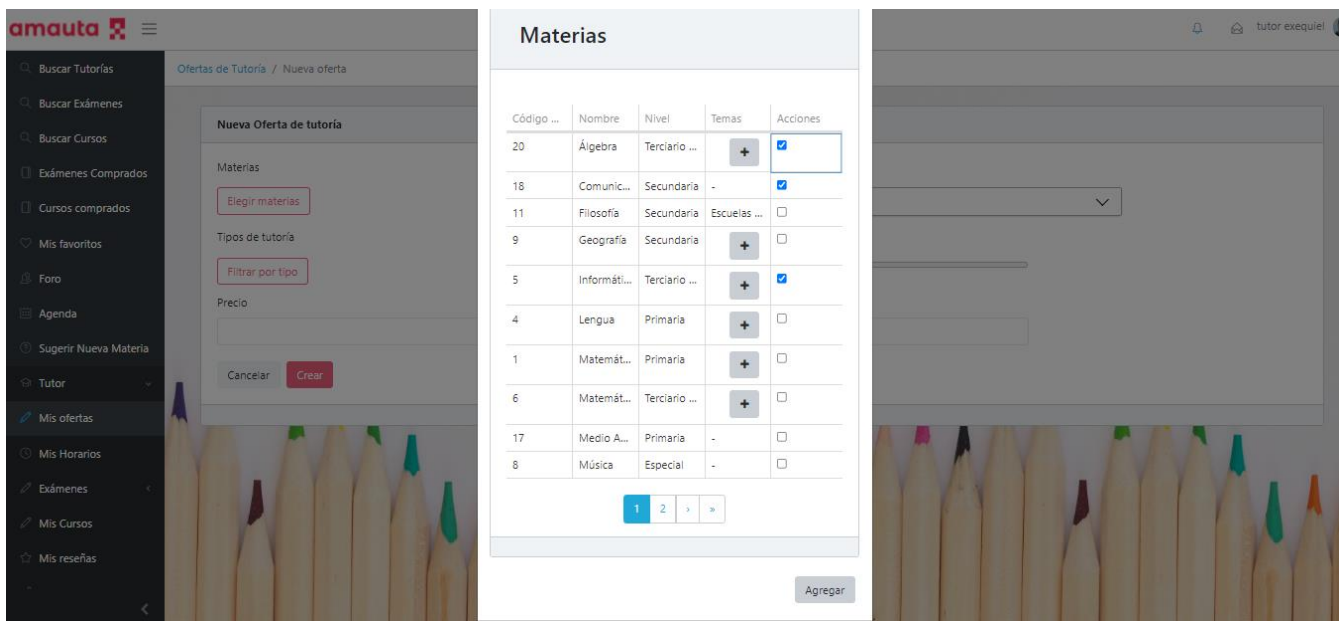 amauta
tutor exequiel
Buscar Tutorías
Buscar Exámenes
Buscar Cursos
Exámenes Comprados
Cursos comprados
Mis favoritos
Foro
Agenda
Sugerir Nueva Materia
Tutor
Mis ofertas
Mis Horarios
Exámenes
Mis Cursos
Mis reseñas
Ofertas de Tutoría / Nueva oferta
Nueva Oferta de tutoría
Materias
Elegir materias
Tipos de tutoría
Filtrar por tipo
Precio
Cancelar Crear
Materias
Código ... Nombre Nivel Temas Acciones
20 Álgebra Terciario ... +
18 Comunic... Secundaria -
11 Filosofía Secundaria Escuelas ...
9 Geografía Secundaria +
5 Informáti... Terciario ... +
4 Lengua Primaria +
1 Matemát... Primaria +
6 Matemát... Terciario ... +
17 Medio A... Primaria -
8 Música Especial -
1 2 › »
Agregar